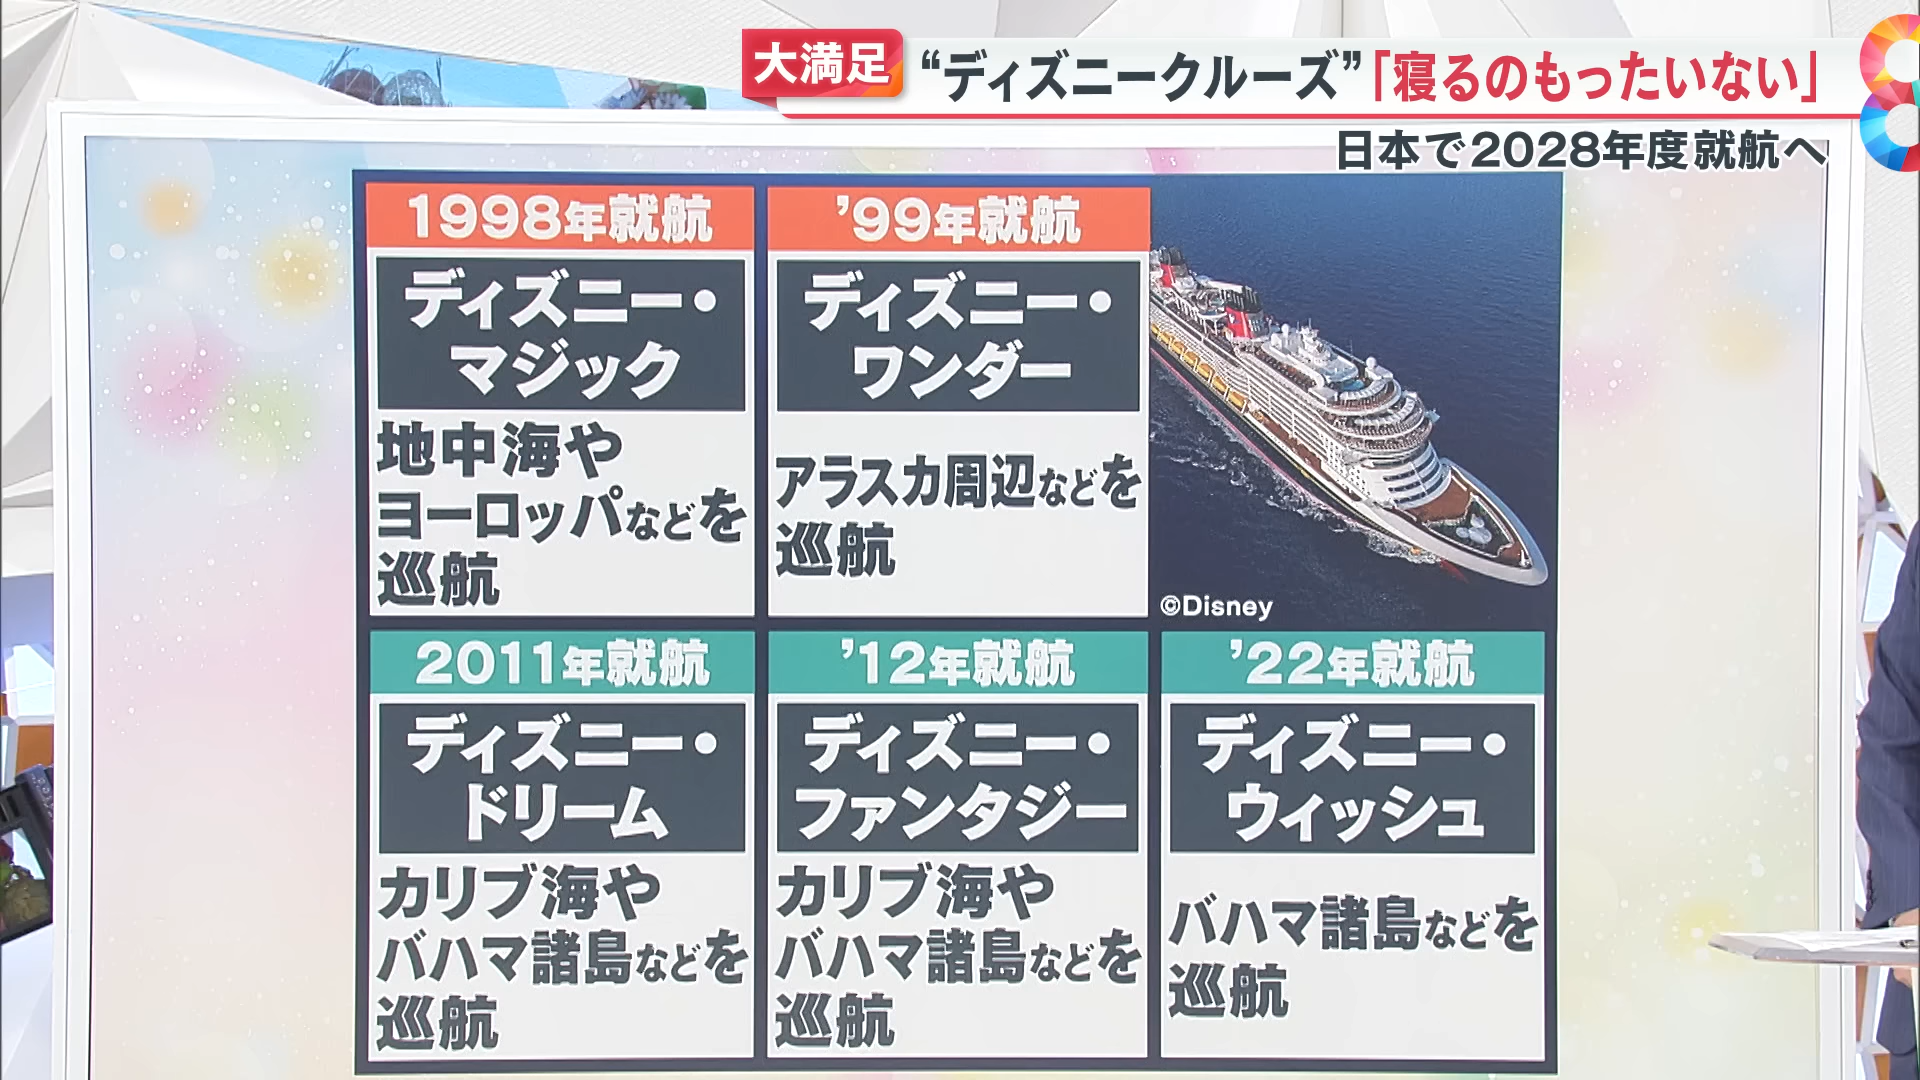 大満足
“ディズニークルーズ”「寝るのもったいない」
日本で2028年度就航へ
1998年就航
ディズニー・
マジック
地中海や
ヨーロッパなどを
巡航
’99年就航
ディズニー・
ワンダー
アラスカ周辺などを
巡航
©Disney
2011年就航
ディズニー・
ドリーム
カリブ海や
バハマ諸島などを
巡航
’12年就航
ディズニー・
ファンタジー
カリブ海や
バハマ諸島などを
巡航
’22年就航
ディズニー・
ウィッシュ
バハマ諸島などを
巡航